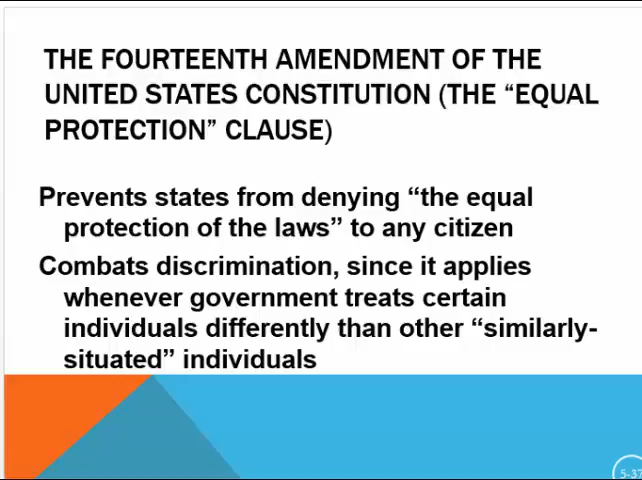 THE FOURTEENTH AMENDMENT OF THE
UNITED STATES CONSTITUTION (THE “EQUAL
PROTECTION” CLAUSE)
Prevents states from denying “the equal
protection of the laws” to any citizen
Combats discrimination, since it applies
whenever government treats certain
individuals differently than other “similarly-
situated” individuals
5-37